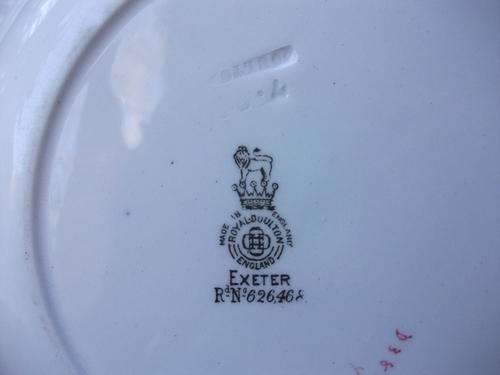 MADE IN ENGLAND
ROYAL·DOULTON
ENGLAND
EXETER
Rd No 626468